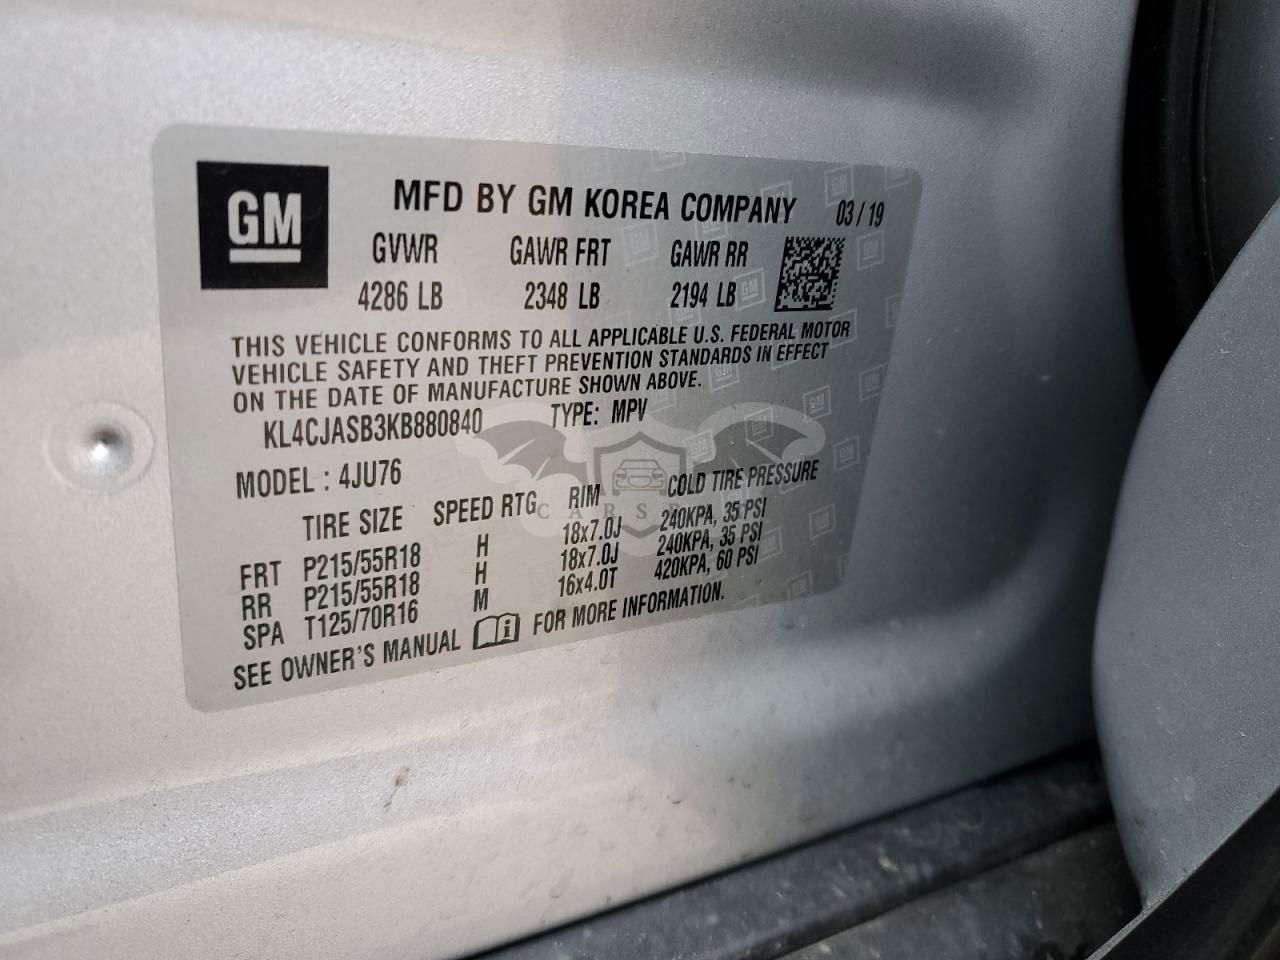 GM
MFD BY GM KOREA COMPANY 03 / 19
GVWR GAWR FRT GAWR RR
4286 LB 2348 LB 2194 LB
THIS VEHICLE CONFORMS TO ALL APPLICABLE U.S. FEDERAL MOTOR
VEHICLE SAFETY AND THEFT PREVENTION STANDARDS IN EFFECT
ON THE DATE OF MANUFACTURE SHOWN ABOVE.
KL4CJASB3KB880840 TYPE: MPV
MODEL : 4JU76
TIRE SIZE SPEED RTG RIM COLD TIRE PRESSURE
FRT P215/55R18 H 18x7.0J 240KPA, 35 PSI
RR P215/55R18 H 18x7.0J 240KPA, 35 PSI
SPA T125/70R16 M 16x4.0T 420KPA, 60 PSI
SEE OWNER'S MANUAL FOR MORE INFORMATION.